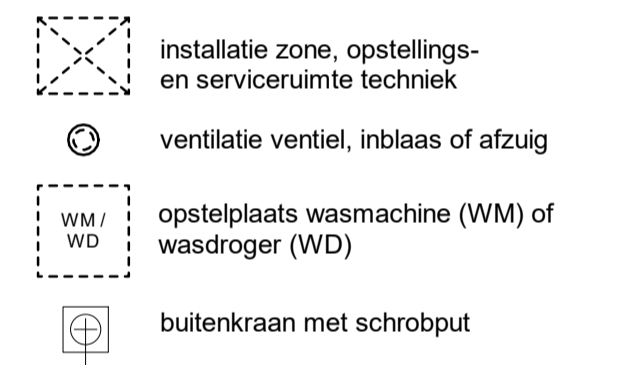 installatie zone, opstellings-
en serviceruimte techniek
ventilatie ventiel, inblaas of afzuig
WM /
WD
opstelplaats wasmachine (WM) of
wasdroger (WD)
buitenkraan met schrobput